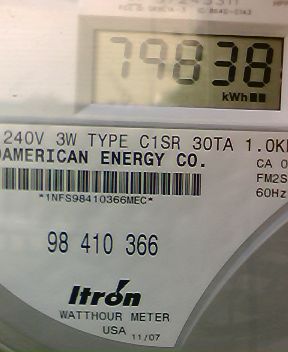 79838
kWh
240V 3W TYPE C1SR 30TA 1.0K
AMERICAN ENERGY CO.
CA 0
FM2S
60Hz
*1NFS98410366MEC*
98 410 366
Itron
WATTHOUR METER
USA 11/07